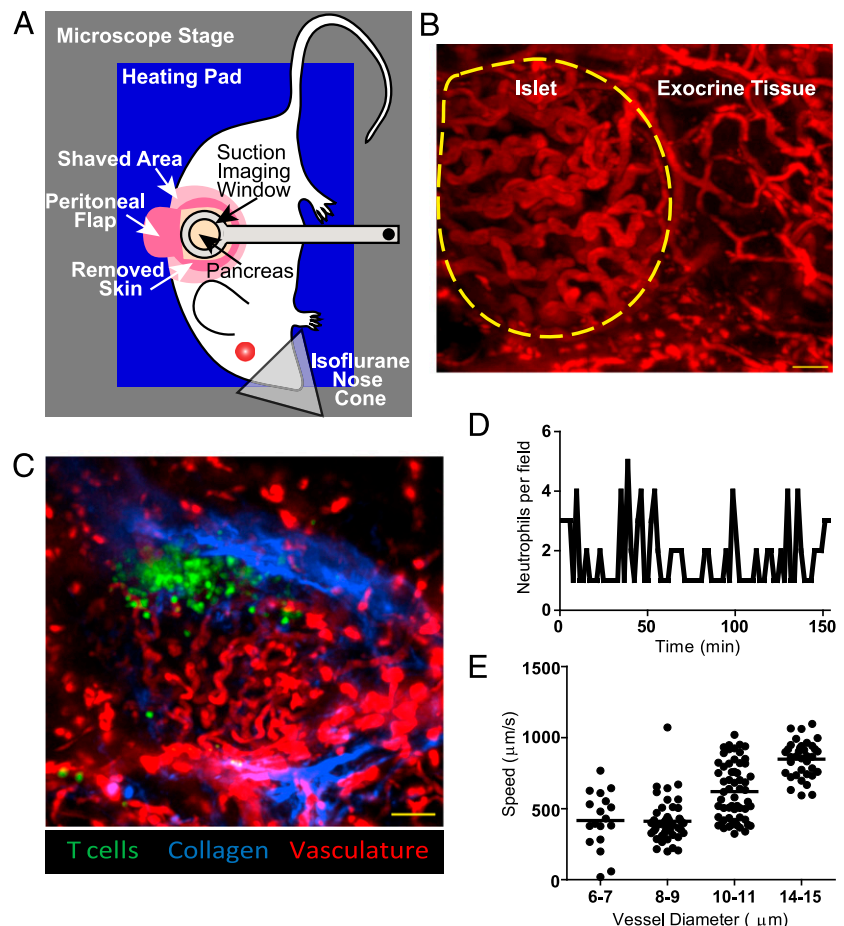 A
Microscope Stage
Heating Pad
Shaved Area
Suction
Imaging
Window
Peritoneal
Flap
Removed
Skin
Pancreas
Isoflurane
Nose
Cone
B
Islet
Exocrine Tissue
C
T cells Collagen Vasculature
D
Neutrophils per field
6
4
2
0
0 50 100 150
Time (min)
E
Speed (μm/s)
1500
1000
500
0
6-7 8-9 10-11 14-15
Vessel Diameter ( μm)